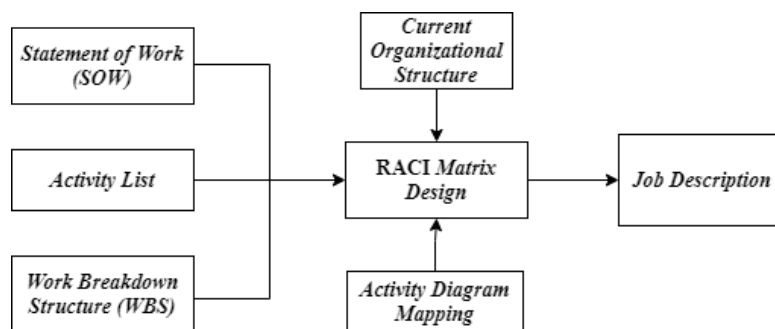 Statement of Work
(SOW)
Current
Organizational
Structure
Activity List
RACI Matrix
Design
Job Description
Work Breakdown
Structure (WBS)
Activity Diagram
Mapping